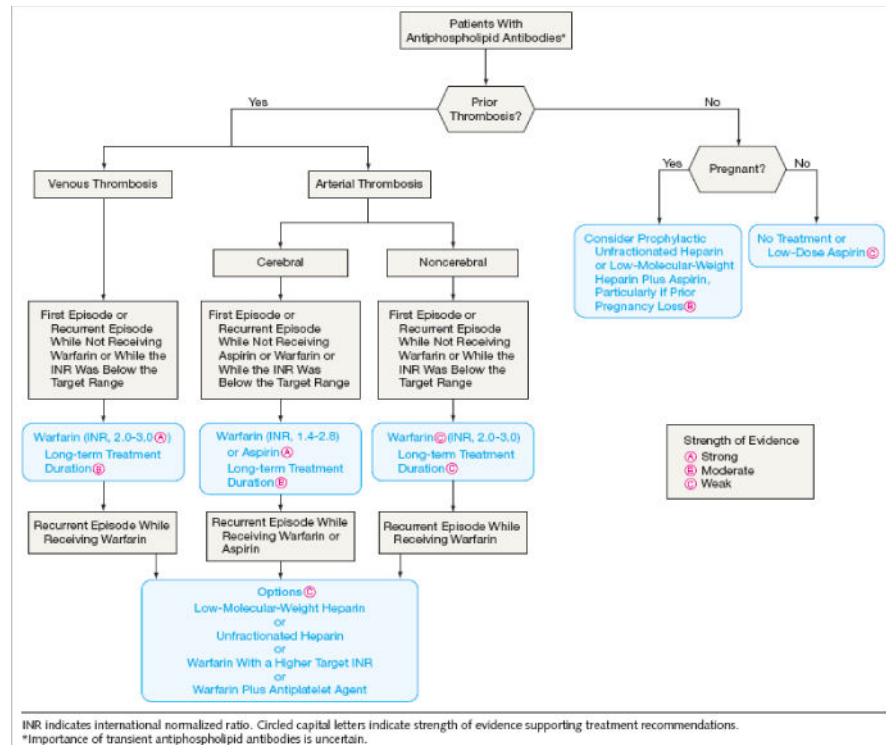 Patients With
Antiphospholipid Antibodies*
Prior
Thrombosis?
Yes
No
Pregnant?
Yes
No
Venous Thrombosis
Arterial Thrombosis
Cerebral
Noncerebral
Consider Prophylactic
Unfractionated Heparin
or Low-Molecular-Weight
Heparin Plus Aspirin,
Particularly if Prior
Pregnancy Loss Ⓑ
No Treatment or
Low-Dose Aspirin Ⓒ
First Episode or
Recurrent Episode
While Not Receiving
Warfarin or While the
INR Was Below the
Target Range
First Episode or
Recurrent Episode
While Not Receiving
Aspirin or Warfarin or
While the INR Was
Below the Target Range
First Episode or
Recurrent Episode
While Not Receiving
Warfarin or While the
INR Was Below the
Target Range
Warfarin (INR, 2.0-3.0 Ⓐ)
Long-term Treatment
Duration Ⓑ
Warfarin (INR, 1.4-2.8)
or Aspirin Ⓐ
Long-term Treatment
Duration Ⓑ
Warfarin Ⓒ (INR, 2.0-3.0)
Long-term Treatment
Duration Ⓒ
Strength of Evidence
Ⓐ Strong
Ⓑ Moderate
Ⓒ Weak
Recurrent Episode While
Receiving Warfarin
Recurrent Episode While
Receiving Warfarin or
Aspirin
Recurrent Episode While
Receiving Warfarin
Options Ⓒ
Low-Molecular-Weight Heparin
or
Unfractionated Heparin
or
Warfarin With a Higher Target INR
or
Warfarin Plus Antiplatelet Agent
INR indicates international normalized ratio. Circled capital letters indicate strength of evidence supporting treatment recommendations.
*Importance of transient antiphospholipid antibodies is uncertain.